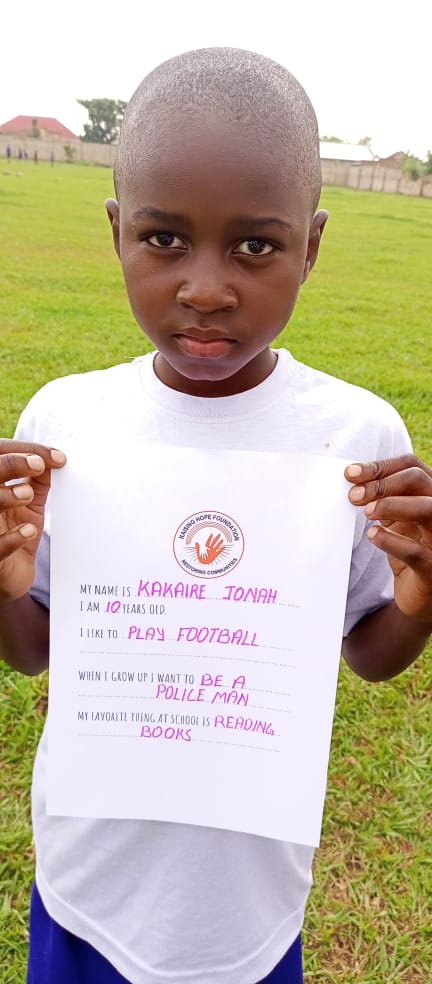 RAISING HOPE FOUNDATION
RESTORING COMMUNITIES
MY NAME IS KAKAIRE JONAH
I AM 10 YEARS OLD.
I LIKE TO PLAY FOOTBALL
WHEN I GROW UP I WANT TO BE A
POLICE MAN
MY FAVORITE THING AT SCHOOL IS READING
BOOKS